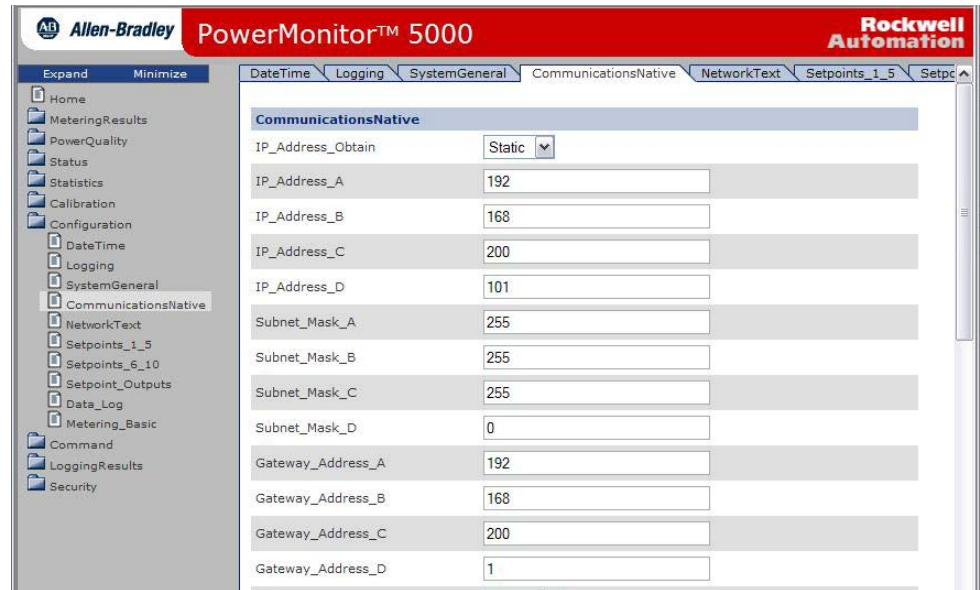 AB Allen-Bradley PowerMonitor™ 5000 Rockwell Automation
Expand Minimize
Home
MeteringResults
PowerQuality
Status
Statistics
Calibration
Configuration
DateTime
Logging
SystemGeneral
CommunicationsNative
NetworkText
Setpoints_1_5
Setpoints_6_10
Setpoint_Outputs
Data_Log
Metering_Basic
Command
LoggingResults
Security
DateTime Logging SystemGeneral CommunicationsNative NetworkText Setpoints_1_5 Setpo
CommunicationsNative
IP_Address_Obtain Static
IP_Address_A 192
IP_Address_B 168
IP_Address_C 200
IP_Address_D 101
Subnet_Mask_A 255
Subnet_Mask_B 255
Subnet_Mask_C 255
Subnet_Mask_D 0
Gateway_Address_A 192
Gateway_Address_B 168
Gateway_Address_C 200
Gateway_Address_D 1